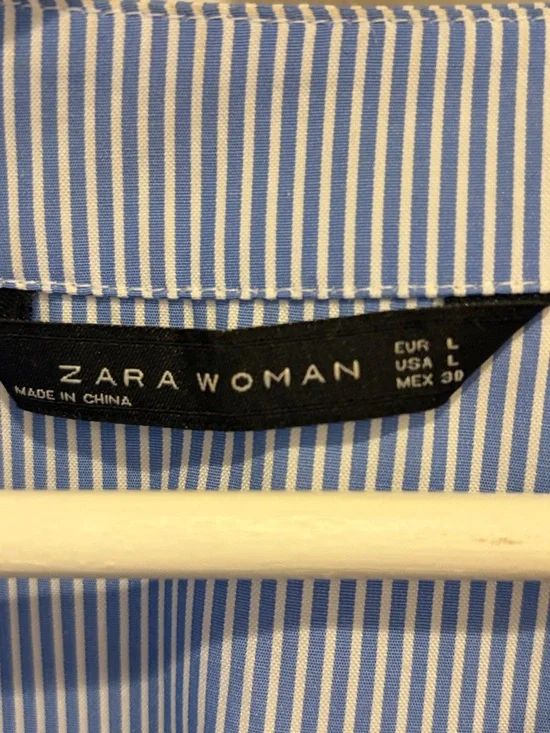 ZARA WOMAN
MADE IN CHINA
EUR L
USA L
MEX 30